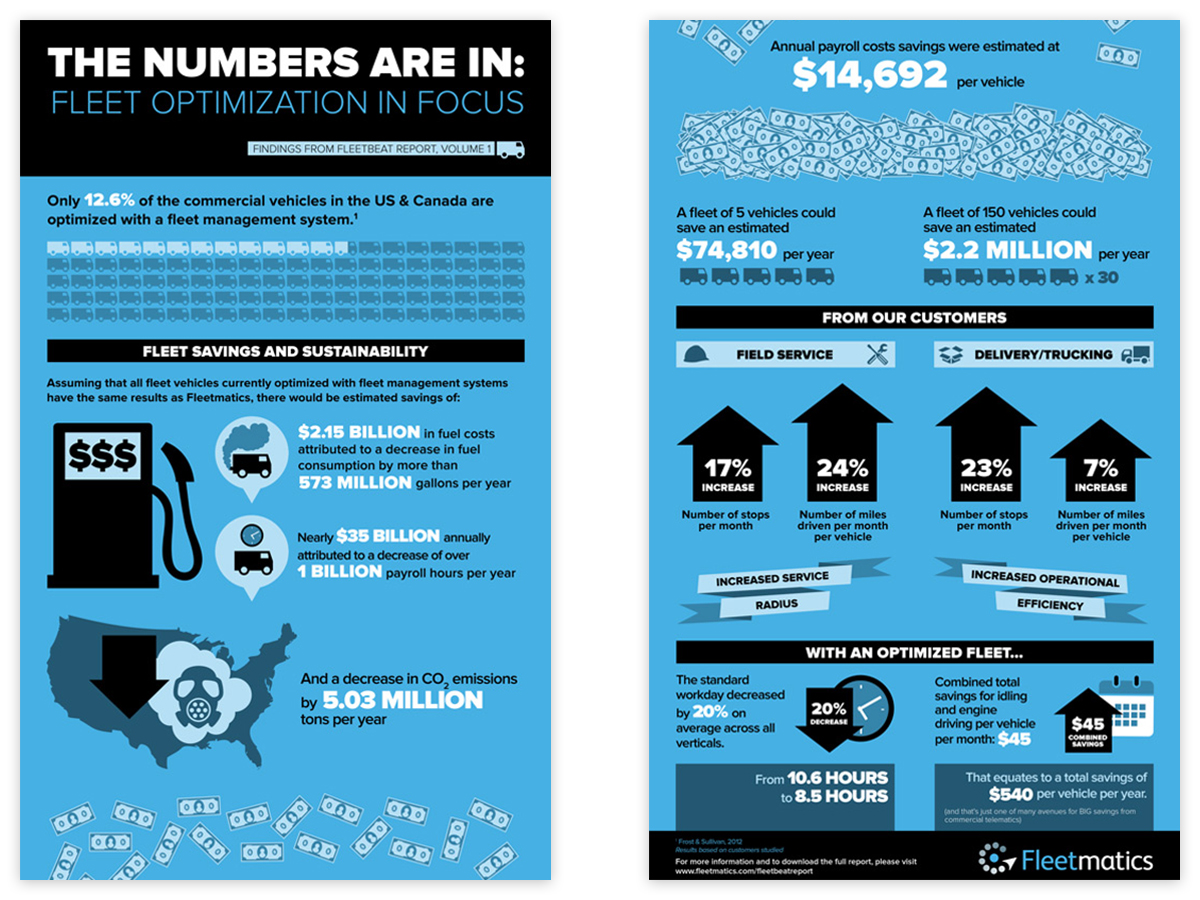 THE NUMBERS ARE IN:
FLEET OPTIMIZATION IN FOCUS
FINDINGS FROM FLEETBEAT REPORT, VOLUME 1
Only 12.6% of the commercial vehicles in the US & Canada are
optimized with a fleet management system.¹
FLEET SAVINGS AND SUSTAINABILITY
Assuming that all fleet vehicles currently optimized with fleet management systems
have the same results as Fleetmatics, there would be estimated savings of:
$$$
$2.15 BILLION in fuel costs
attributed to a decrease in fuel
consumption by more than
573 MILLION gallons per year
Nearly $35 BILLION annually
attributed to a decrease of over
1 BILLION payroll hours per year
And a decrease in CO₂ emissions
by 5.03 MILLION
tons per year
Annual payroll costs savings were estimated at
$14,692 per vehicle
A fleet of 5 vehicles could
save an estimated
$74,810 per year
A fleet of 150 vehicles could
save an estimated
$2.2 MILLION per year
x 30
FROM OUR CUSTOMERS
FIELD SERVICE
17%
INCREASE
Number of stops
per month
24%
INCREASE
Number of miles
driven per month
per vehicle
INCREASED SERVICE
RADIUS
DELIVERY/TRUCKING
23%
INCREASE
Number of stops
per month
7%
INCREASE
Number of miles
driven per month
per vehicle
INCREASED OPERATIONAL
EFFICIENCY
WITH AN OPTIMIZED FLEET...
The standard
workday decreased
by 20% on
average across all
verticals.
20%
DECREASE
From 10.6 HOURS
to 8.5 HOURS
Combined total
savings for idling
and engine
driving per vehicle
per month: $45
$45
COMBINED
SAVINGS
That equates to a total savings of
$540 per vehicle per year.
(and that's just one of many avenues for BIG savings from
commercial telematics)
¹ Frost & Sullivan, 2012
Results based on customers studied
For more information and to download the full report, please visit
www.fleetmatics.com/fleetbeatreport
Fleetmatics